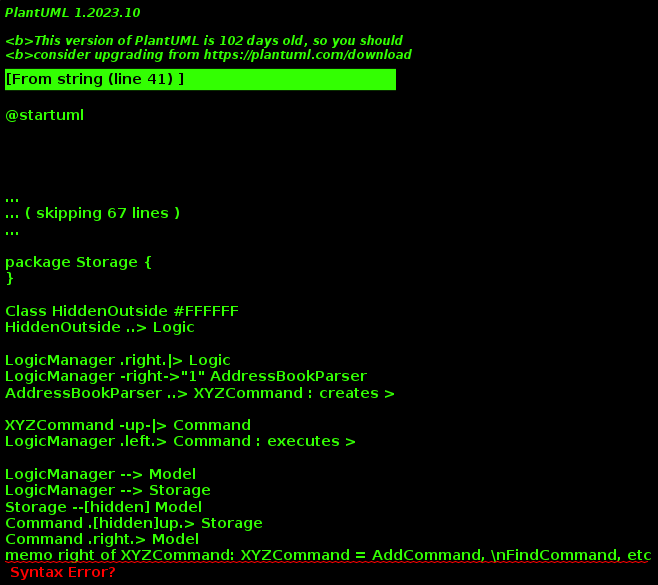 PlantUML 1.2023.10
<b>This version of PlantUML is 102 days old, so you should
<b>consider upgrading from https://plantuml.com/download
[From string (line 41) ]
@startuml
...
... ( skipping 67 lines )
...
package Storage {
}
Class HiddenOutside #FFFFFF
HiddenOutside ..> Logic
LogicManager .right.|> Logic
LogicManager -right->"1" AddressBookParser
AddressBookParser ..> XYZCommand : creates >
XYZCommand -up-|> Command
LogicManager .left.> Command : executes >
LogicManager --> Model
LogicManager --> Storage
Storage --[hidden] Model
Command .[hidden]up.> Storage
Command .right.> Model
memo right of XYZCommand: XYZCommand = AddCommand, \nFindCommand, etc
Syntax Error?